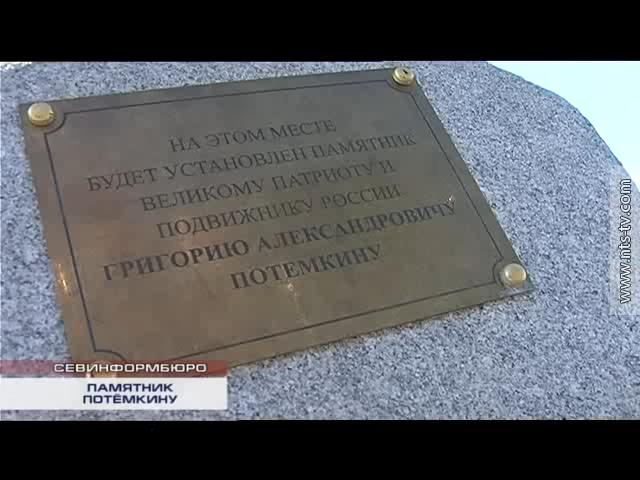 НА ЭТОМ МЕСТЕ
БУДЕТ УСТАНОВЛЕН ПАМЯТНИК
ВЕЛИКОМУ ПАТРИОТУ И
ПОДВИЖНИКУ РОССИИ
ГРИГОРИЮ АЛЕКСАНДРОВИЧУ
ПОТЕМКИНУ
www.nts-tv.com
СЕВИНФОРМБЮРО
ПАМЯТНИК
ПОТЁМКИНУ